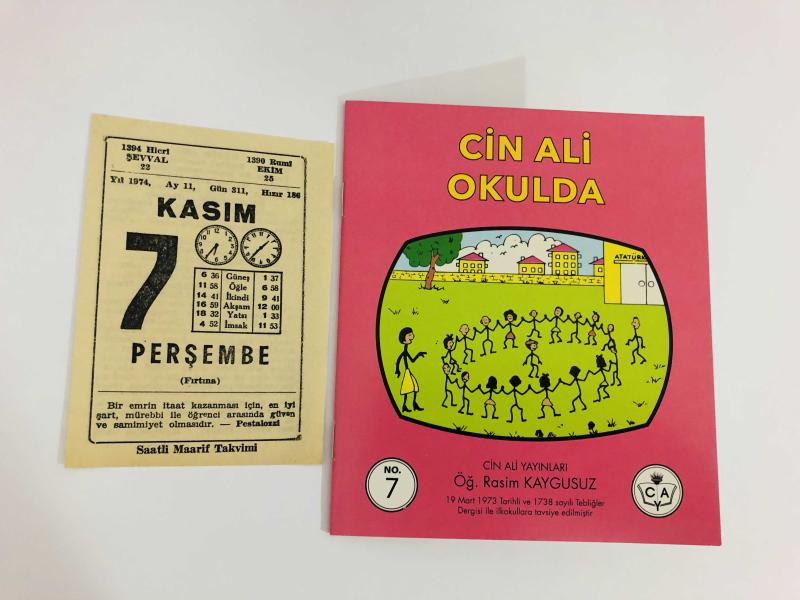 1394 Hicri
ŞEVVAL
22
1390 Rumî
EKİM
25
Yıl 1974, Ay 11, Gün 311, Hızır 186
KASIM
7
6 36 Güneş 1 37
11 58 Öğle 6 58
14 41 İkindi 9 41
16 59 Akşam 12 00
18 32 Yatsı 1 33
4 52 İmsak 11 53
PERŞEMBE
(Fırtına)
Bir emrin itaat kazanması için, en iyi
şart, mürebbi ile öğrenci arasında güven
ve samimiyet olmasıdır. — Pestalozzi
Saatli Maarif Takvimi
CİN ALİ
OKULDA
ATATÜRK
NO.
7
CİN ALİ YAYINLARI
Öğ. Rasim KAYGUSUZ
19 Mart 1973 Tarihli ve 1738 sayılı Tebliğler
Dergisi ile ilkokullara tavsiye edilmiştir
C A
Y